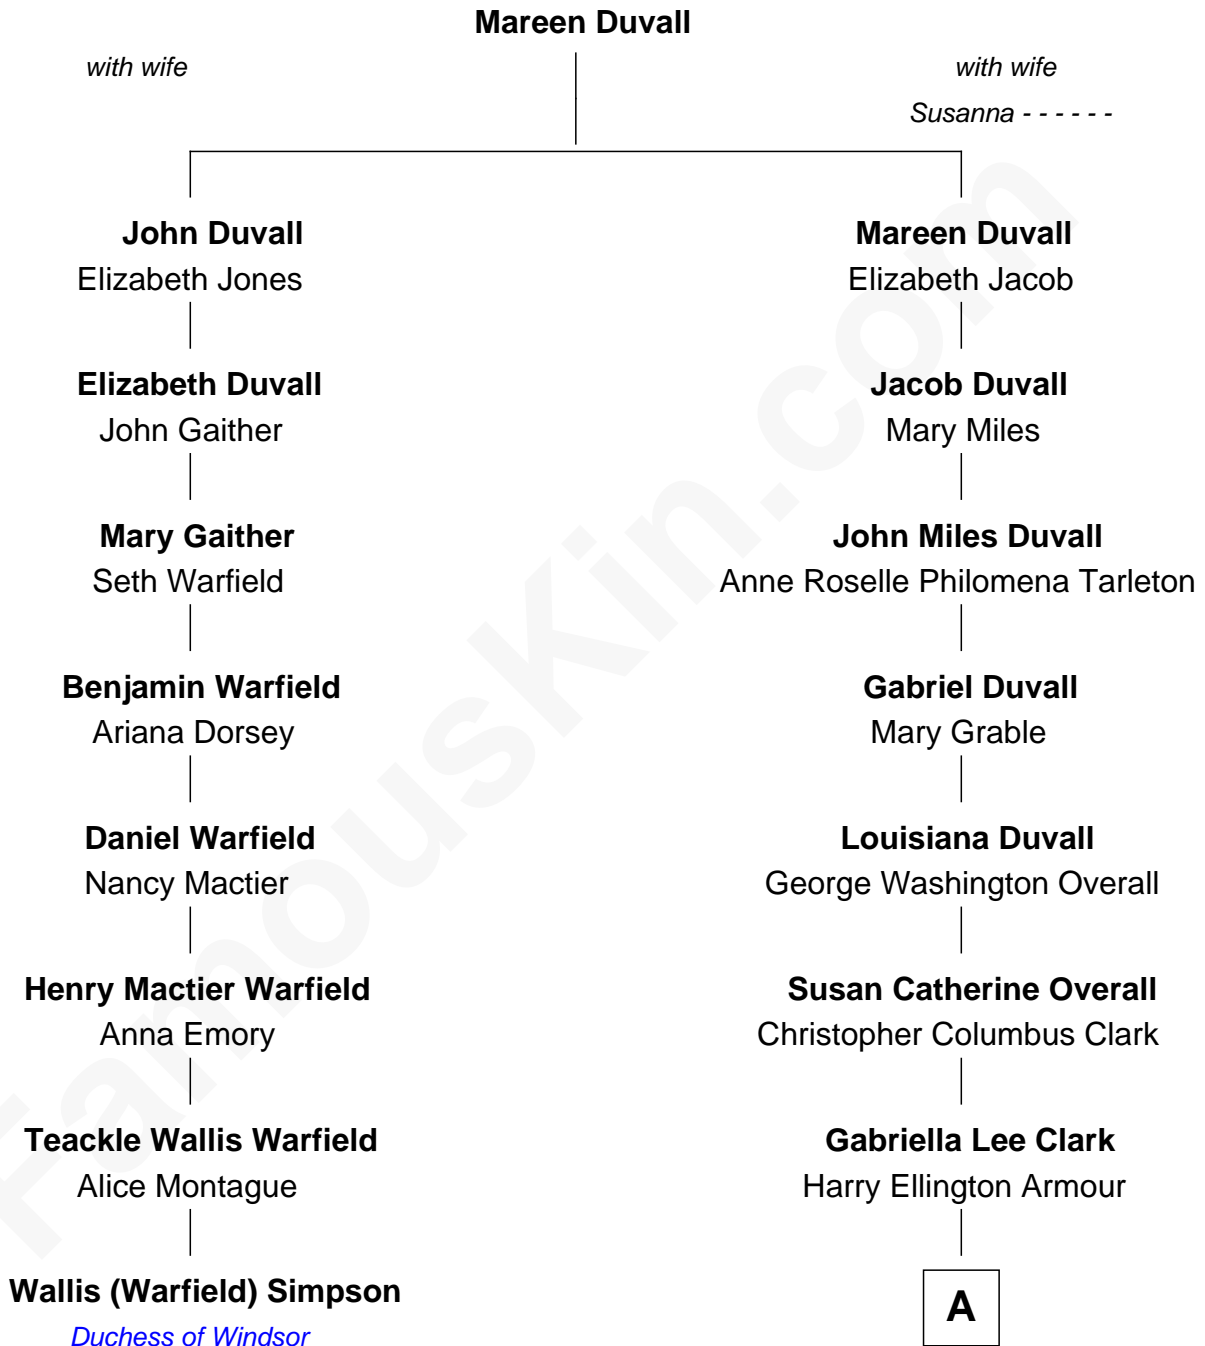 Mareen Duvall
with wife
with wife
Susanna - - - - - -
John Duvall
Elizabeth Jones
Mareen Duvall
Elizabeth Jacob
Elizabeth Duvall
John Gaither
Jacob Duvall
Mary Miles
Mary Gaither
Seth Warfield
John Miles Duvall
Anne Roselle Philomena Tarleton
Benjamin Warfield
Ariana Dorsey
Gabriel Duvall
Mary Grable
Daniel Warfield
Nancy Mactier
Louisiana Duvall
George Washington Overall
Henry Mactier Warfield
Anna Emory
Susan Catherine Overall
Christopher Columbus Clark
Teackle Wallis Warfield
Alice Montague
Gabriella Lee Clark
Harry Ellington Armour
Wallis (Warfield) Simpson
Duchess of Windsor
A
FamousKin.com